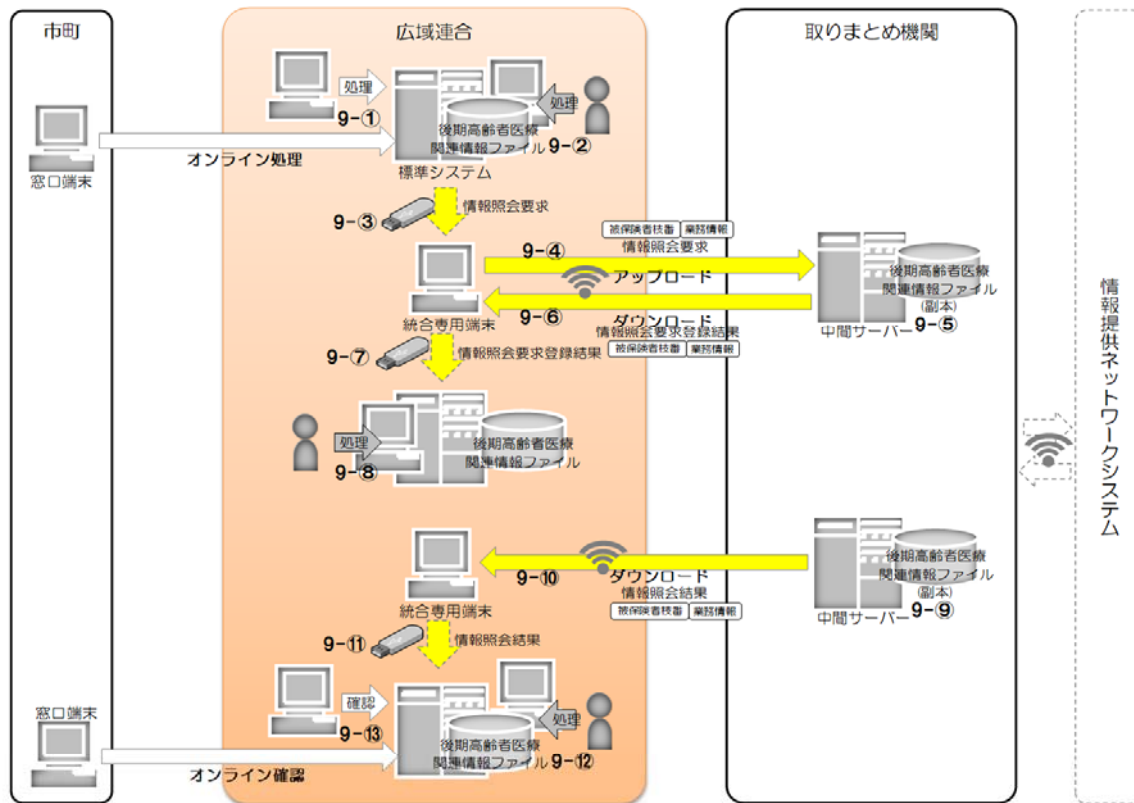 市町
広域連合
取りまとめ機関
処理
9-①
処理
後期高齢者医療
関連情報ファイル
9-②
標準システム
オンライン処理
窓口端末
9-③
情報照会要求
被保険者枝番
業務情報
情報照会要求
9-④
アップロード
9-⑥
ダウンロード
情報照会要求登録結果
被保険者枝番
業務情報
統合専用端末
後期高齢者医療
関連情報ファイル
(副本)
9-⑤
中間サーバー
9-⑦
情報照会要求登録結果
処理
9-⑧
後期高齢者医療
関連情報ファイル
情報提供ネットワークシステム
9-⑩
ダウンロード
情報照会結果
被保険者枝番
業務情報
統合専用端末
後期高齢者医療
関連情報ファイル
(副本)
9-⑨
中間サーバー
9-⑪
情報照会結果
確認
9-⑬
処理
後期高齢者医療
関連情報ファイル
9-⑫
窓口端末
オンライン確認